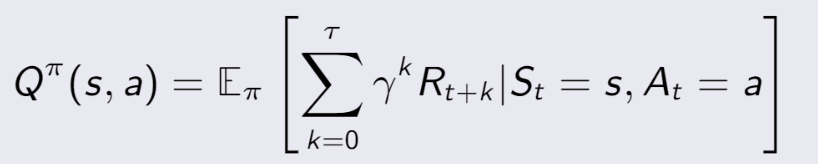 Q^π(s, a) = 𝔼_π [ ∑_{k=0}^{τ} γ^k R_{t+k} | S_t = s, A_t = a ]